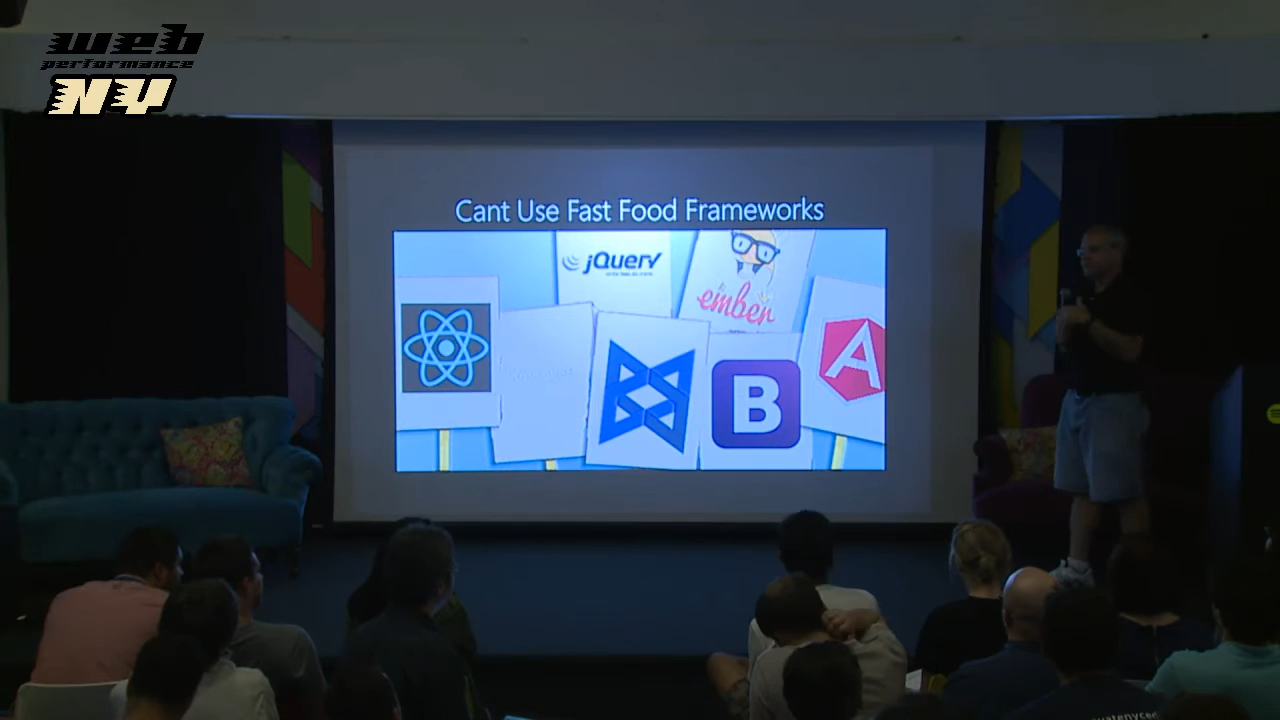 web
performance
NY
Cant Use Fast Food Frameworks
jQuery
ember
B
A